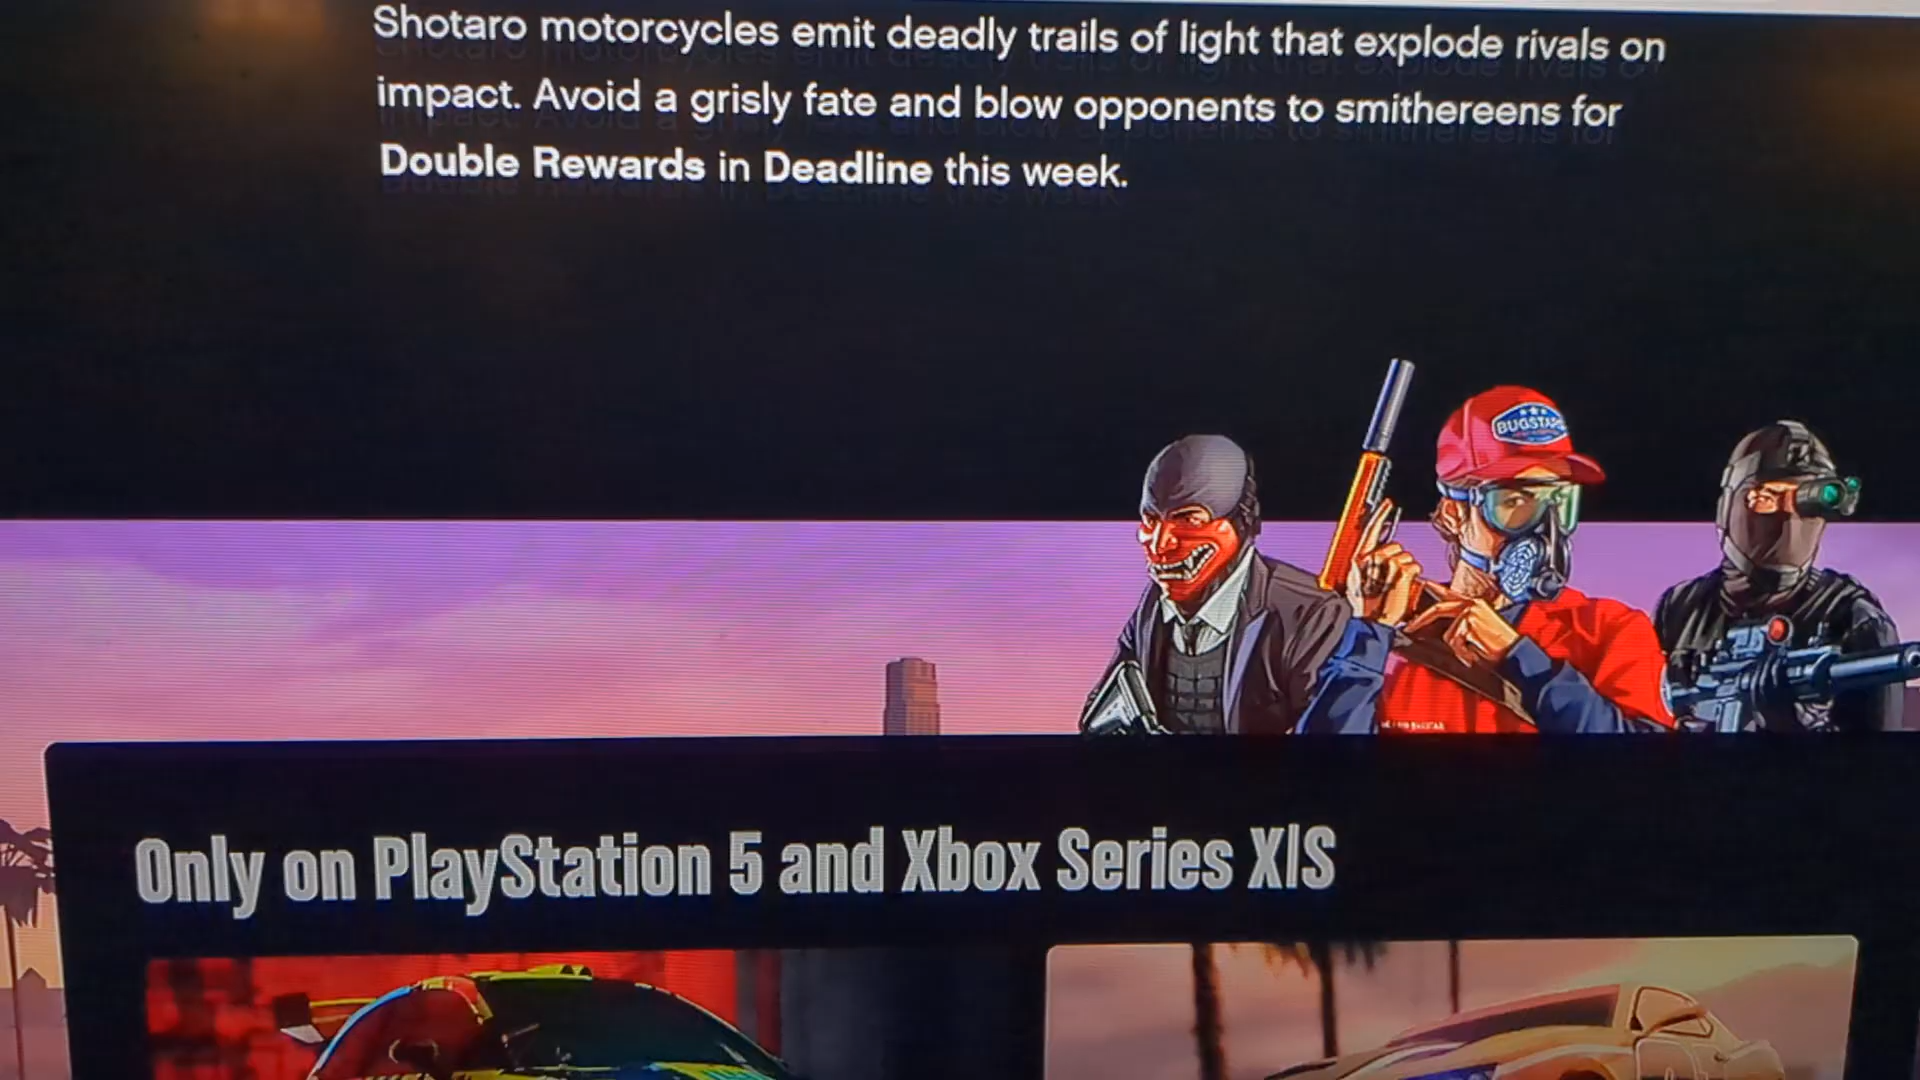 Shotaro motorcycles emit deadly trails of light that explode rivals on
impact. Avoid a grisly fate and blow opponents to smithereens for
Double Rewards in Deadline this week.
BUGSTARS
Only on PlayStation 5 and Xbox Series X|S